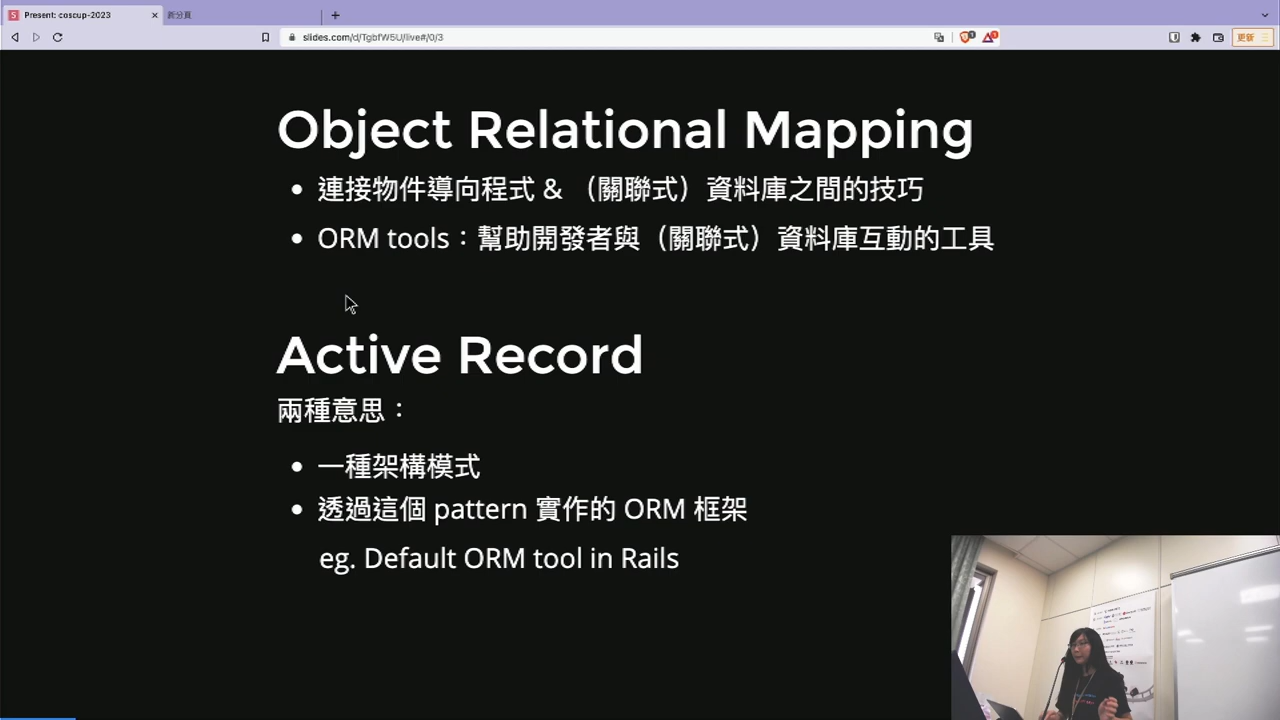 Present: coscup-2023
新分頁
slides.com/d/TgbfW5U/live#/0/3
更新
Object Relational Mapping
連接物件導向程式 & （關聯式）資料庫之間的技巧
ORM tools：幫助開發者與（關聯式）資料庫互動的工具
Active Record
兩種意思：
一種架構模式
透過這個 pattern 實作的 ORM 框架
eg. Default ORM tool in Rails